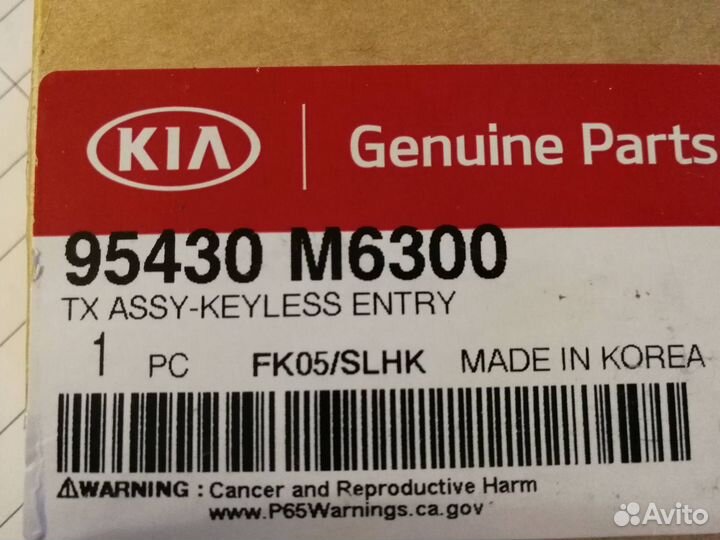 KIA
Genuine Parts
95430 M6300
TX ASSY-KEYLESS ENTRY
1 PC FK05/SLHK MADE IN KOREA
⚠WARNING : Cancer and Reproductive Harm
www.P65Warnings.ca.gov
Avito